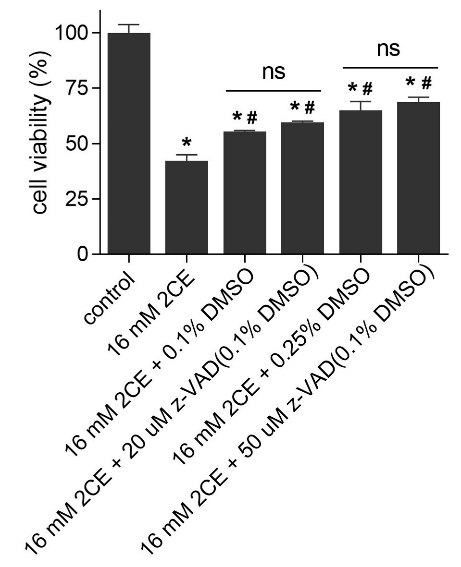 cell viability (%)
100
75
50
25
0
ns
ns
*
* #
* #
* #
* #
control
16 mM 2CE
16 mM 2CE + 0.1% DMSO
16 mM 2CE + 20 uM z-VAD(0.1% DMSO)
16 mM 2CE + 0.25% DMSO
16 mM 2CE + 50 uM z-VAD(0.1% DMSO)